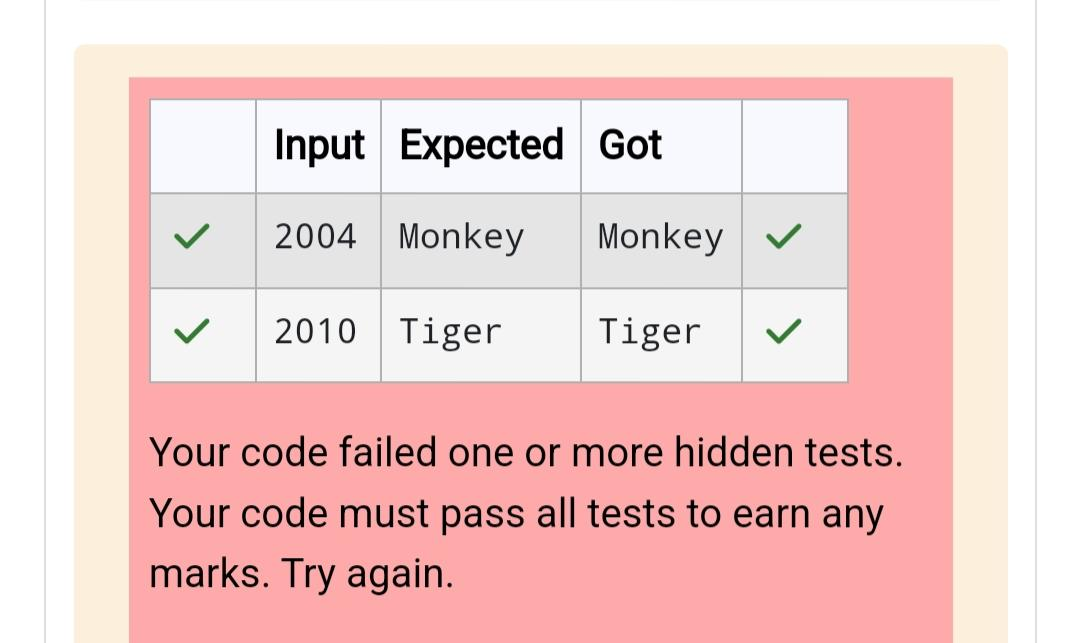 Input Expected Got
2004 Monkey Monkey
2010 Tiger Tiger
Your code failed one or more hidden tests.
Your code must pass all tests to earn any
marks. Try again.